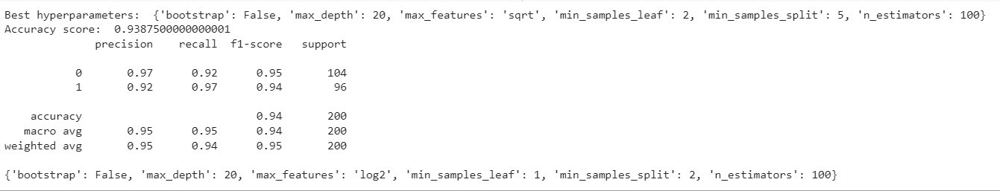 Best hyperparameters:  {'bootstrap': False, 'max_depth': 20, 'max_features': 'sqrt', 'min_samples_leaf': 2, 'min_samples_split': 5, 'n_estimators': 100}
Accuracy score:  0.9387500000000001
              precision    recall  f1-score   support

           0       0.97      0.92      0.95       104
           1       0.92      0.97      0.94        96

    accuracy                           0.94       200
   macro avg       0.95      0.95      0.94       200
weighted avg       0.95      0.94      0.95       200

{'bootstrap': False, 'max_depth': 20, 'max_features': 'log2', 'min_samples_leaf': 1, 'min_samples_split': 2, 'n_estimators': 100}